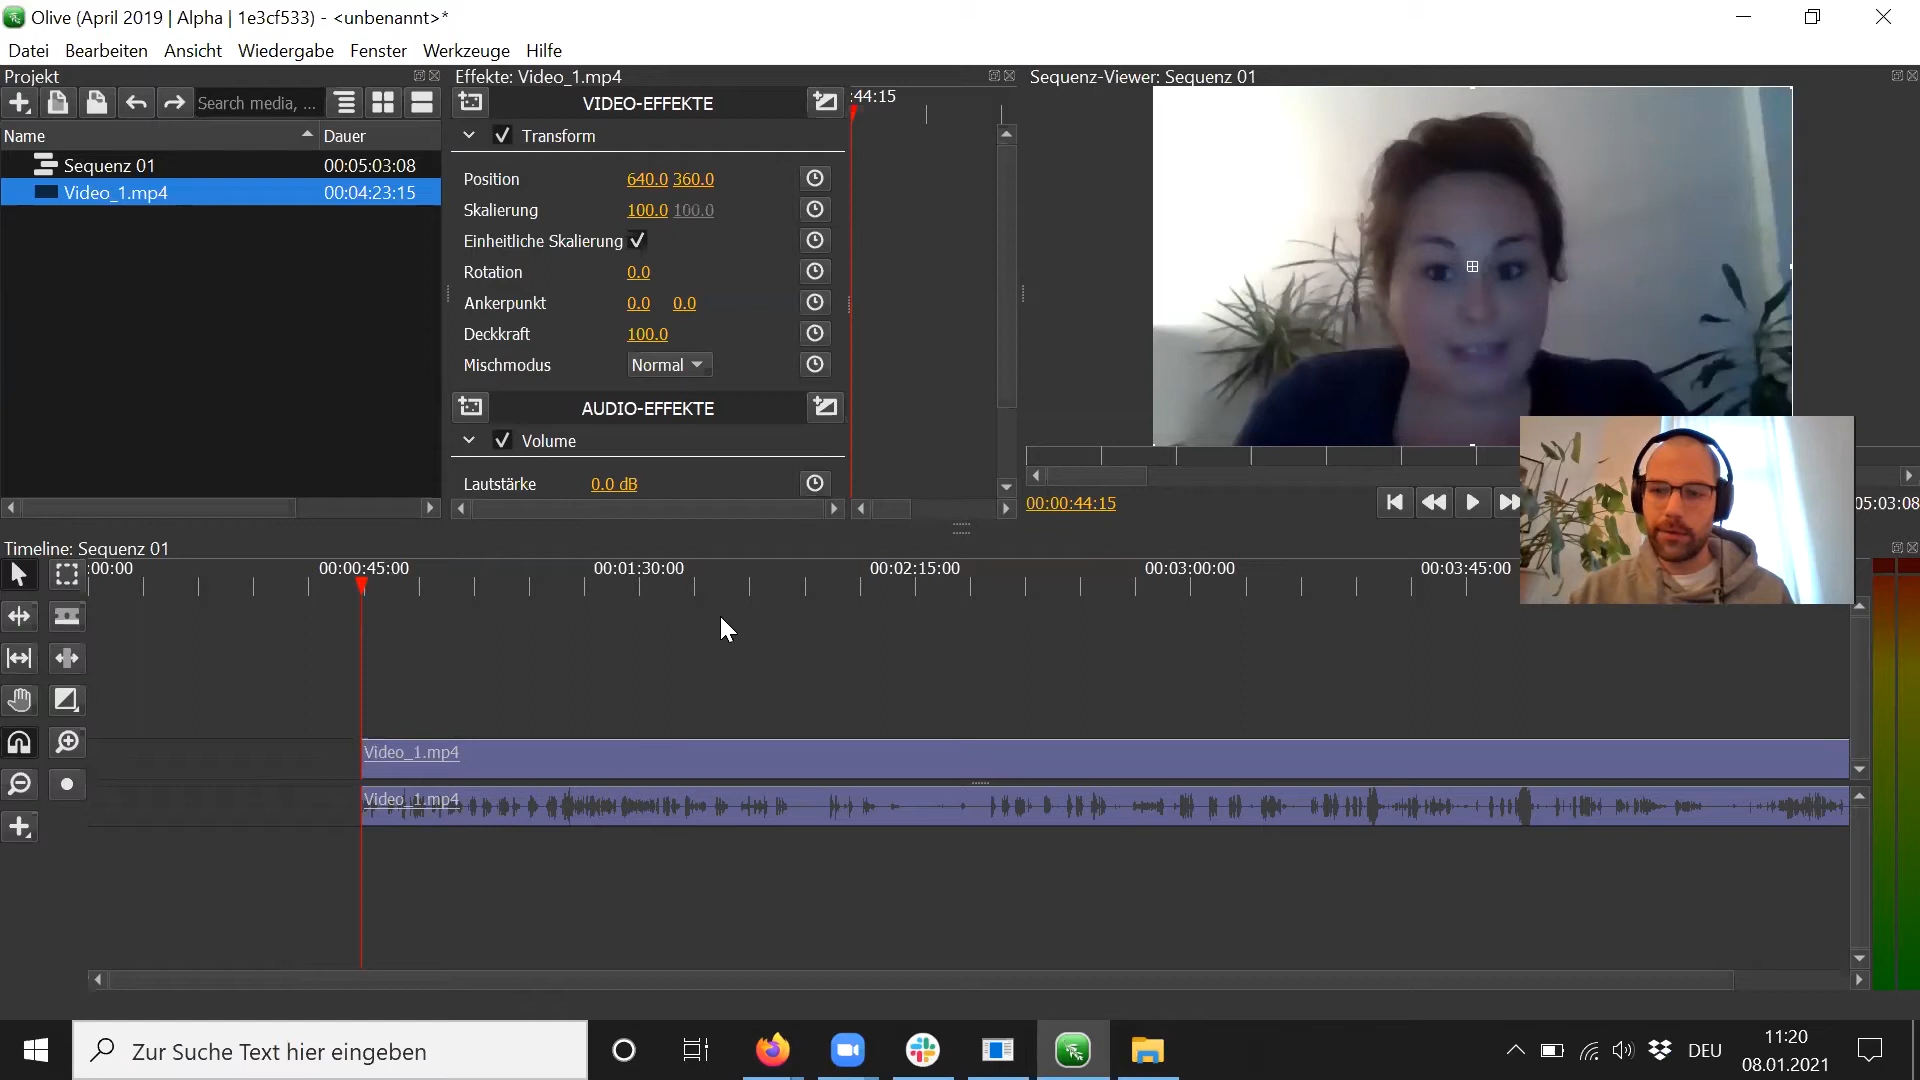 Olive (April 2019 | Alpha | 1e3cf533) - <unbenannt>*
Datei Bearbeiten Ansicht Wiedergabe Fenster Werkzeuge Hilfe
Projekt
Search media, ...
Name Dauer
Sequenz 01 00:05:03:08
Video_1.mp4 00:04:23:15
Effekte: Video_1.mp4
VIDEO-EFFEKTE
:44:15
Transform
Position 640.0 360.0
Skalierung 100.0 100.0
Einheitliche Skalierung
Rotation 0.0
Ankerpunkt 0.0 0.0
Deckkraft 100.0
Mischmodus Normal
AUDIO-EFFEKTE
Volume
Lautstärke 0.0 dB
Sequenz-Viewer: Sequenz 01
00:00:44:15
05:03:08
Timeline: Sequenz 01
:00:00 00:00:45:00 00:01:30:00 00:02:15:00 00:03:00:00 00:03:45:00
Video_1.mp4
Video_1.mp4
Zur Suche Text hier eingeben
DEU
11:20
08.01.2021